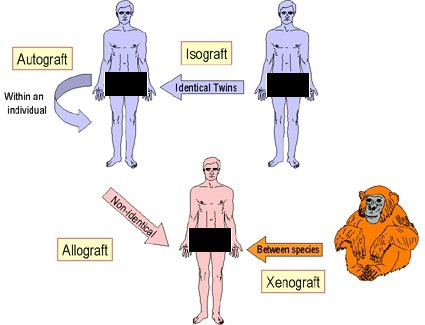 Autograft
Isograft
Within an
individual
Identical Twins
Non-identical
Allograft
Between species
Xenograft